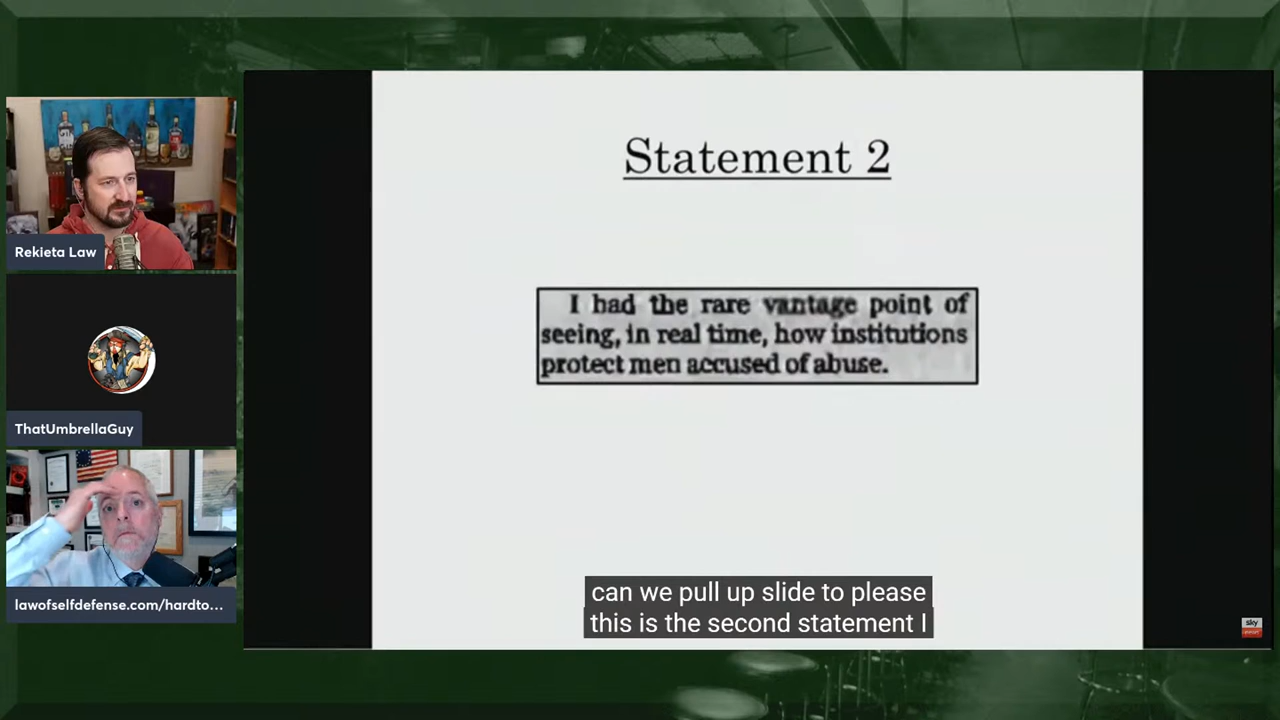 Statement 2
I had the rare vantage point of
seeing, in real time, how institutions
protect men accused of abuse.
Rekieta Law
ThatUmbrellaGuy
lawofselfdefense.com/hardto...
can we pull up slide to please
this is the second statement I
sky